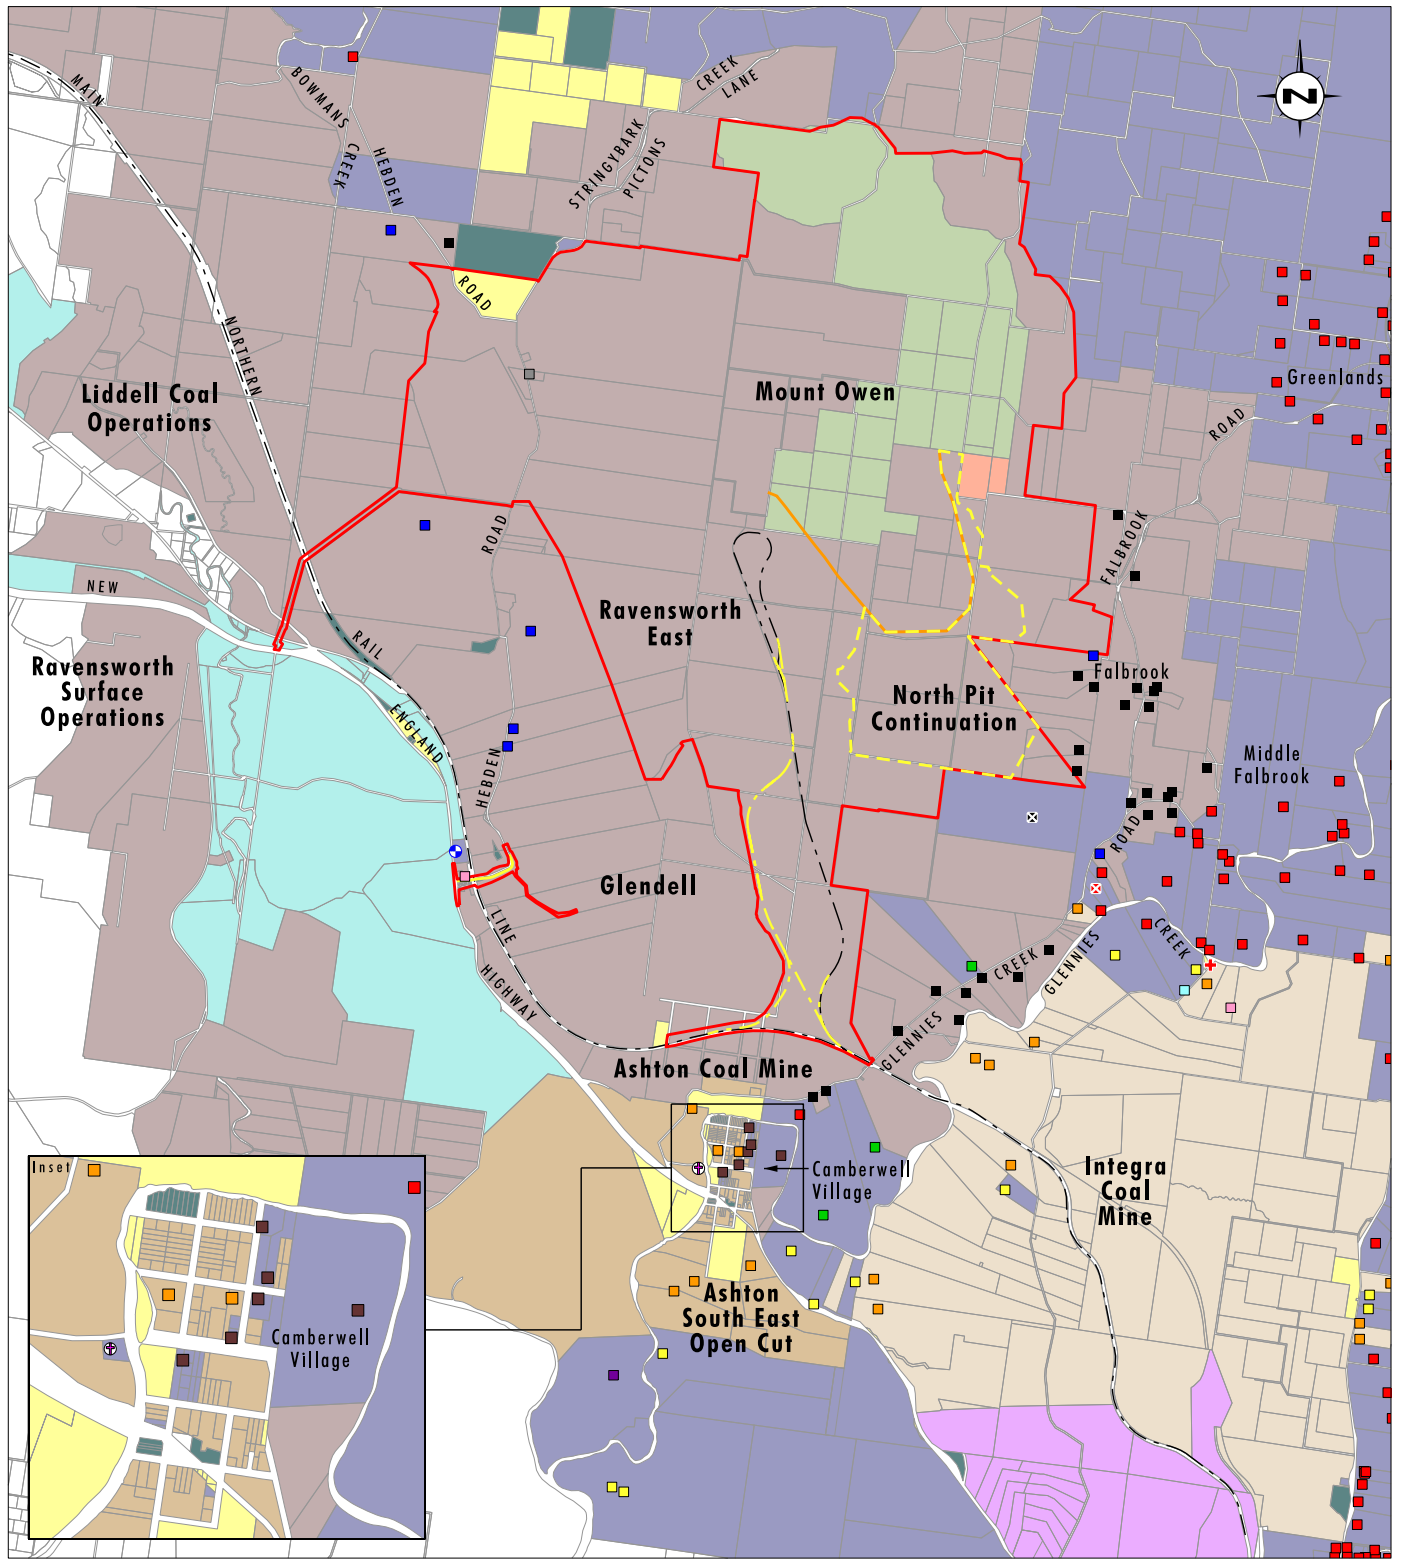 CREEK
LANE
MAIN
BOWMANS
CREEK
HEBDEN
STRINGYBARK
PICTONS
N
ROAD
NORTHERN
Liddell Coal
Operations
Mount Owen
Greenlands
ROAD
ROAD
FALBROOK
NEW
Ravensworth
East
RAIL
Ravensworth
Surface
Operations
ENGLAND
North Pit
Continuation
Falbrook
Middle
Falbrook
HEBDEN
ROAD
Glendell
LINE
HIGHWAY
CREEK
GLENNIES
GLENNIES
CREEK
Ashton Coal Mine
Camberwell
Village
Integra
Coal
Mine
Ashton
South East
Open Cut
Inset
Camberwell
Village